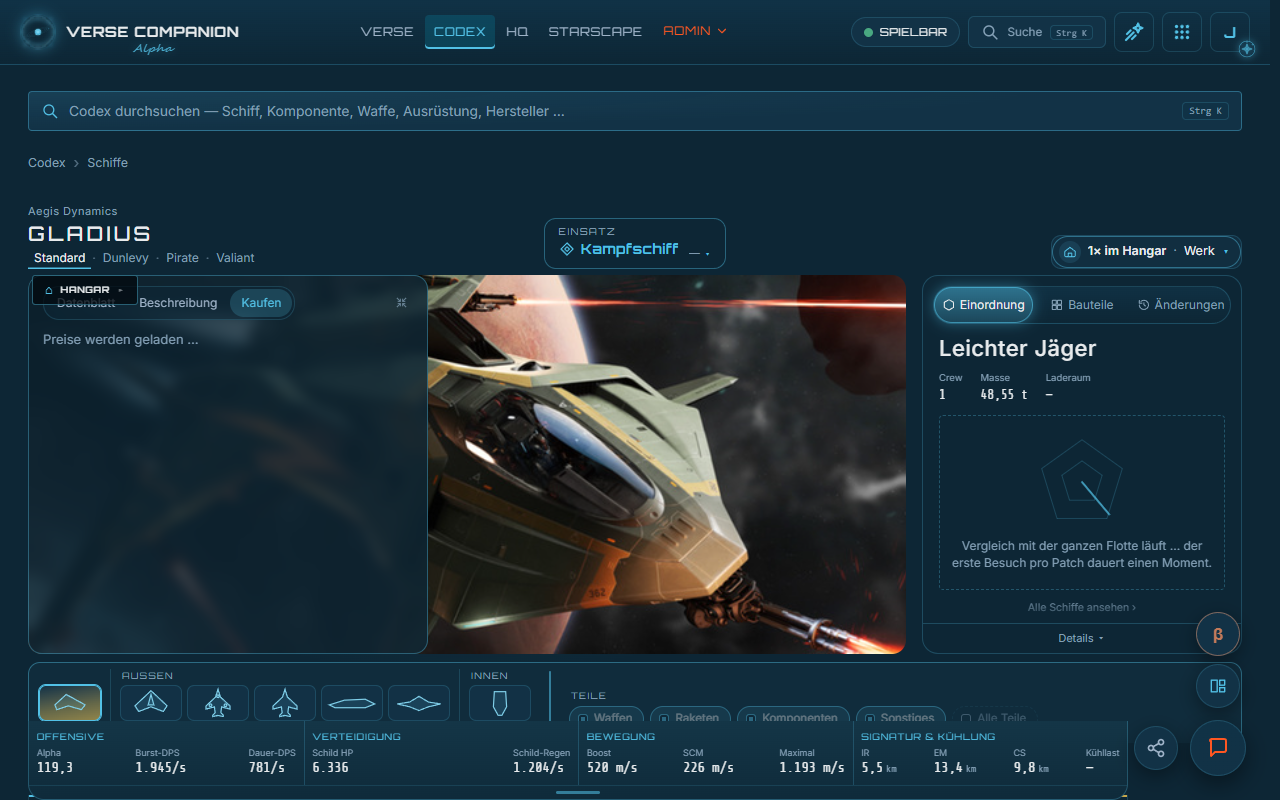 VERSE COMPANION
Alpha
VERSE
CODEX
HQ
STARSCAPE
ADMIN
SPIELBAR
Suche
Strg K
J
Codex durchsuchen — Schiff, Komponente, Waffe, Ausrüstung, Hersteller ...
Strg K
Codex › Schiffe
Aegis Dynamics
GLADIUS
Standard · Dunlevy · Pirate · Valiant
EINSATZ
Kampfschiff
1× im Hangar · Werk
HANGAR
Datenblatt
Beschreibung
Kaufen
Preise werden geladen ...
362
Einordnung
Bauteile
Änderungen
Leichter Jäger
Crew Masse Laderaum
1 48,55 t –
Vergleich mit der ganzen Flotte läuft ... der
erste Besuch pro Patch dauert einen Moment.
Alle Schiffe ansehen ›
Details
β
AUSSEN
INNEN
TEILE
Waffen
Raketen
Komponenten
Sonstiges
Alle Teile
OFFENSIVE
Alpha Burst-DPS Dauer-DPS
119,3 1.945/s 781/s
VERTEIDIGUNG
Schild HP Schild-Regen
6.336 1.204/s
BEWEGUNG
Boost SCM Maximal
520 m/s 226 m/s 1.193 m/s
SIGNATUR & KÜHLUNG
IR EM CS Kühllast
5,5 km 13,4 km 9,8 km –